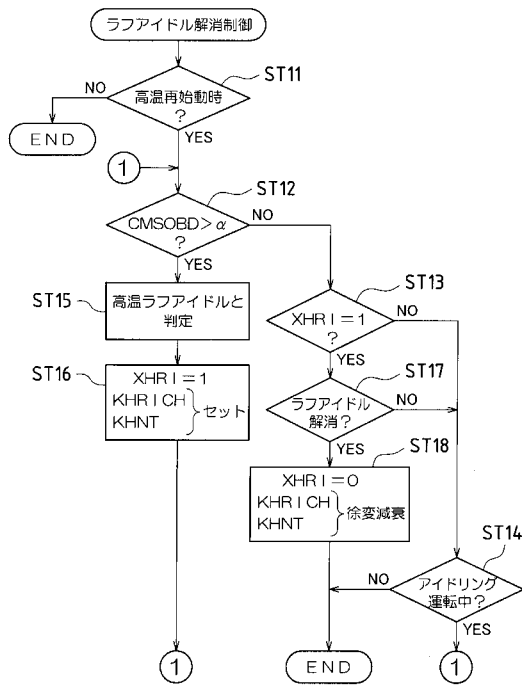 ラフアイドル解消制御
ST11
高温再始動時
?
NO
YES
END
1
ST12
CMSOBD>α
?
NO
YES
ST15
高温ラフアイドルと
判定
ST13
XHRI=1
?
NO
YES
ST16
XHRI=1
KHRICH
KHNT
セット
ST17
ラフアイドル
解消?
NO
YES
ST18
XHRI=0
KHRICH
KHNT
徐変減衰
ST14
アイドリング
運転中?
NO
YES
1
END
1